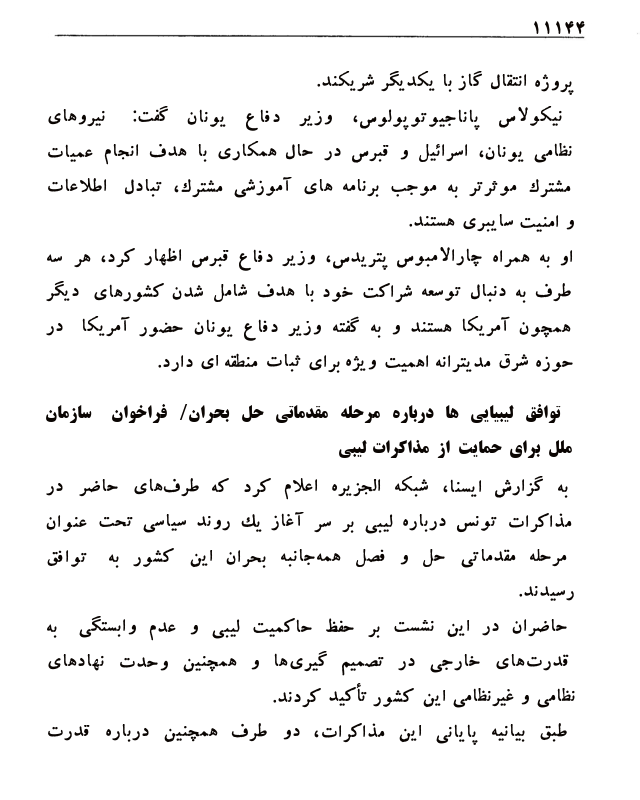 ۱۱۱۴۴
پروژه انتقال گاز با یکدیگر شریکند.
نیکولاس پاناجیوتوپولوس، وزیر دفاع یونان گفت: نیروهای
نظامی یونان، اسرائیل و قبرس در حال همکاری با هدف انجام عمیات
مشترك موثرتر به موجب برنامه های آموزشی مشترك، تبادل اطلاعات
و امنیت سایبری هستند.
او به همراه چارالامبوس پتریدس، وزیر دفاع قبرس اظهار کرد، هر سه
طرف به دنبال توسعه شراکت خود با هدف شامل شدن کشورهای دیگر
همچون آمریکا هستند و به گفته وزیر دفاع یونان حضور آمریکا در
حوزه شرق مدیترانه اهمیت ویژه برای ثبات منطقه ای دارد.
توافق لیبیایی ها درباره مرحله مقدماتی حل بحران/ فراخوان سازمان
ملل برای حمایت از مذاکرات لیبی
به گزارش ایسنا، شبکه الجزیره اعلام کرد که طرف‌های حاضر در
مذاکرات تونس درباره لیبی بر سر آغاز یك روند سیاسی تحت عنوان
مرحله مقدماتی حل و فصل همه‌جانبه بحران این کشور به توافق
رسیدند.
حاضران در این نشست بر حفظ حاکمیت لیبی و عدم وابستگی به
قدرت‌های خارجی در تصمیم گیری‌ها و همچنین وحدت نهادهای
نظامی و غیرنظامی این کشور تأکید کردند.
طبق بیانیه پایانی این مذاکرات، دو طرف همچنین درباره قدرت